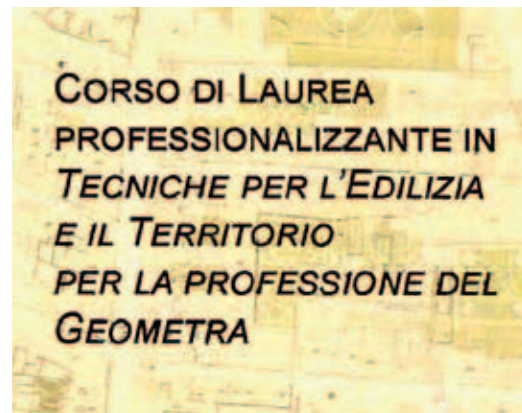 CORSO DI LAUREA
PROFESSIONALIZZANTE IN
TECNICHE PER L'EDILIZIA
E IL TERRITORIO
PER LA PROFESSIONE DEL
GEOMETRA